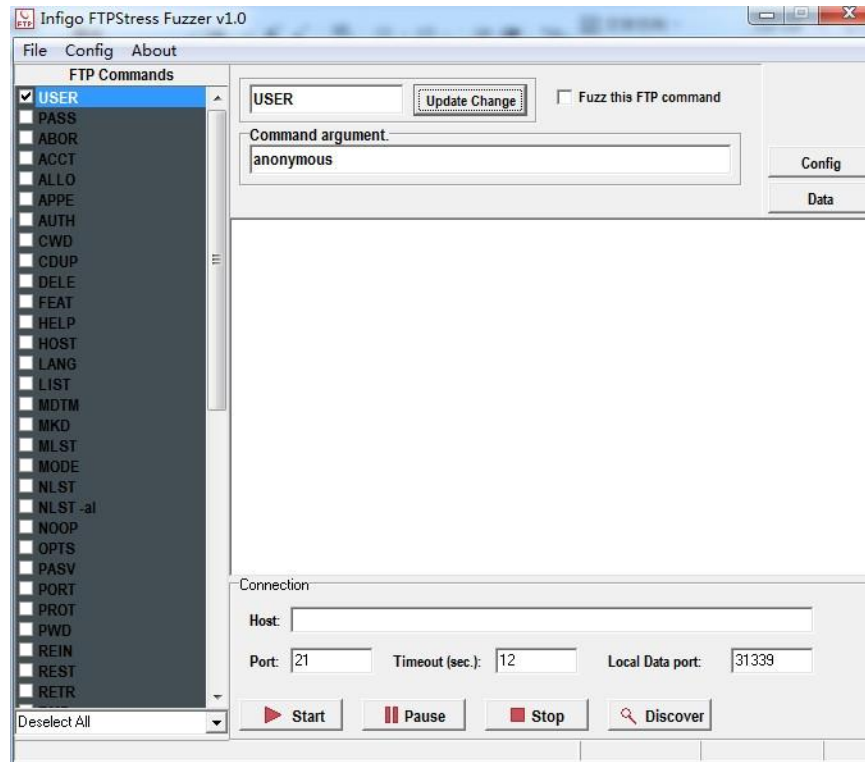 FTP
Infigo FTPStress Fuzzer v1.0
File Config About
FTP Commands
USER
PASS
ABOR
ACCT
ALLO
APPE
AUTH
CWD
CDUP
DELE
FEAT
HELP
HOST
LANG
LIST
MDTM
MKD
MLST
MODE
NLST
NLST -al
NOOP
OPTS
PASV
PORT
PROT
PWD
REIN
REST
RETR
Deselect All
USER
Update Change
Fuzz this FTP command
Command argument.
anonymous
Config
Data
Connection
Host:
Port: 21 Timeout (sec.): 12 Local Data port: 31339
Start Pause Stop Discover